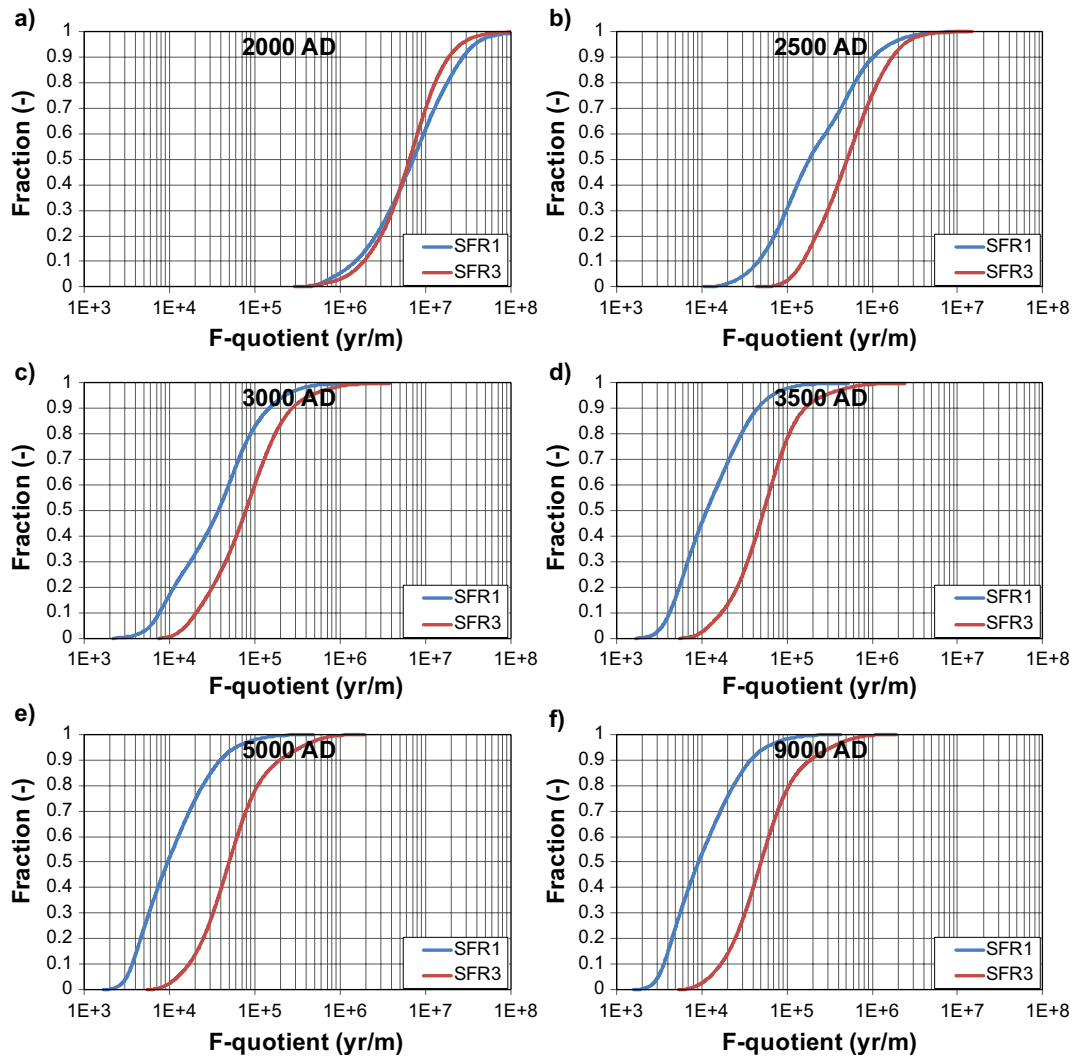 a)
2000 AD
1
0.9
0.8
0.7
0.6
0.5
0.4
0.3
0.2
0.1
0
Fraction (-)
SFR1
SFR3
1E+3 1E+4 1E+5 1E+6 1E+7 1E+8
F-quotient (yr/m)
b)
2500 AD
1
0.9
0.8
0.7
0.6
0.5
0.4
0.3
0.2
0.1
0
Fraction (-)
SFR1
SFR3
1E+3 1E+4 1E+5 1E+6 1E+7 1E+8
F-quotient (yr/m)
c)
3000 AD
1
0.9
0.8
0.7
0.6
0.5
0.4
0.3
0.2
0.1
0
Fraction (-)
SFR1
SFR3
1E+3 1E+4 1E+5 1E+6 1E+7 1E+8
F-quotient (yr/m)
d)
3500 AD
1
0.9
0.8
0.7
0.6
0.5
0.4
0.3
0.2
0.1
0
Fraction (-)
SFR1
SFR3
1E+3 1E+4 1E+5 1E+6 1E+7 1E+8
F-quotient (yr/m)
e)
5000 AD
1
0.9
0.8
0.7
0.6
0.5
0.4
0.3
0.2
0.1
0
Fraction (-)
SFR1
SFR3
1E+3 1E+4 1E+5 1E+6 1E+7 1E+8
F-quotient (yr/m)
f)
9000 AD
1
0.9
0.8
0.7
0.6
0.5
0.4
0.3
0.2
0.1
0
Fraction (-)
SFR1
SFR3
1E+3 1E+4 1E+5 1E+6 1E+7 1E+8
F-quotient (yr/m)